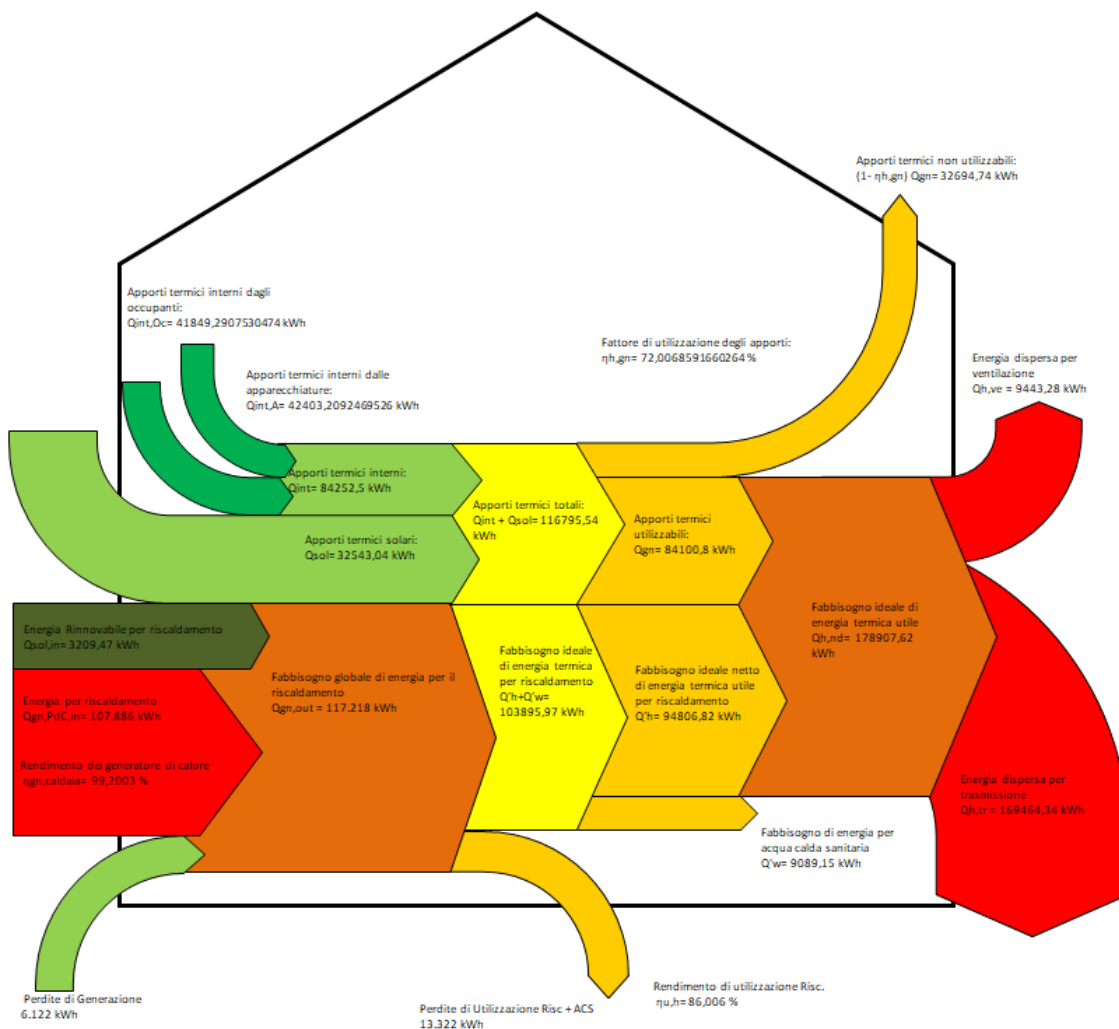 Apporti termici non utilizzabili:
(1- ηh,gn) Qgn= 32694,74 kWh
Apporti termici interni dagli
occupanti:
Qint,Oc= 41849,2907530474 kWh
Fattore di utilizzazione degli apporti:
ηh,gn= 72,0068591660264 %
Energia dispersa per
ventilazione
Qh,ve = 9443,28 kWh
Apporti termici interni dalle
apparecchiature:
Qint,A= 42403,2092469526 kWh
Apporti termici interni:
Qint= 84252,5 kWh
Apporti termici totali:
Qint + Qsol= 116795,54
kWh
Apporti termici
utilizzabili:
Qgn= 84100,8 kWh
Apporti termici solari:
Qsol= 32543,04 kWh
Fabbisogno ideale di
energia termica utile
Qh,nd= 178907,62
kWh
Energia Rinnovabile per riscaldamento
Qsol,in= 3209,47 kWh
Fabbisogno globale di energia per il
riscaldamento
Qgn,out = 117.218 kWh
Fabbisogno ideale
di energia termica
per riscaldamento
Q'h+Q'w=
103895,97 kWh
Fabbisogno ideale netto
di energia termica utile
per riscaldamento
Q'h= 94806,82 kWh
Energia per riscaldamento
Qgn,PdC,in= 107.886 kWh
Rendimento del generatore di calore
ηgn,caldaia= 99,2003 %
Energia dispersa per
trasmissione
Qh,tr = 169464,34 kWh
Fabbisogno di energia per
acqua calda sanitaria
Q'w= 9089,15 kWh
Perdite di Generazione
6.122 kWh
Perdite di Utilizzazione Risc + ACS
13.322 kWh
Rendimento di utilizzazione Risc.
ηu,h= 86,006 %